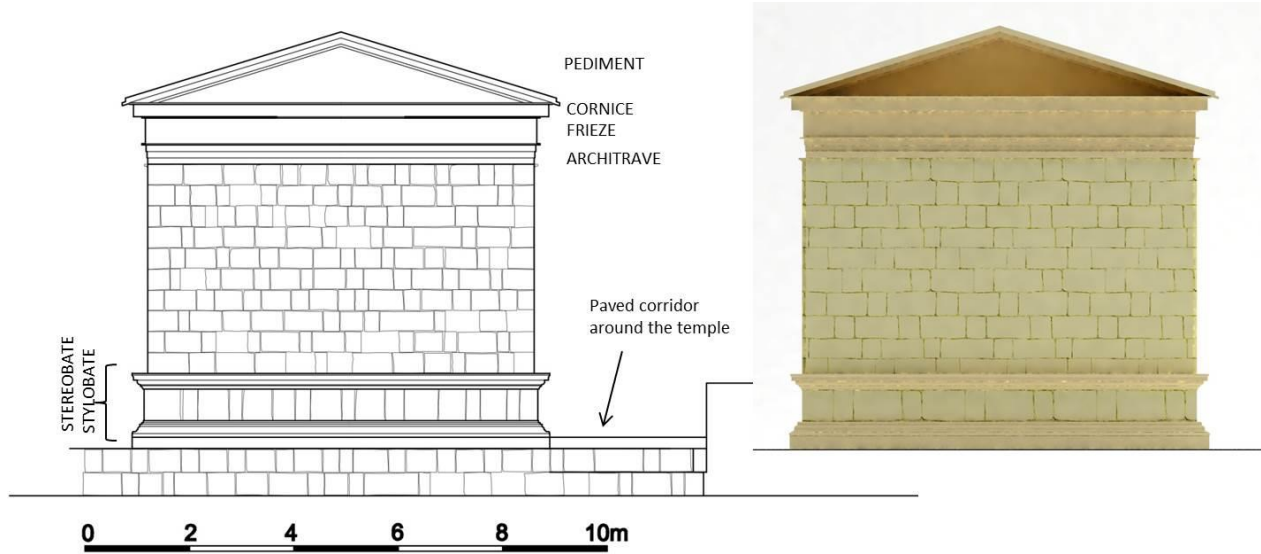 PEDIMENT
CORNICE
FRIEZE
ARCHITRAVE
Paved corridor
around the temple
STEREOBATE
STYLOBATE
0 2 4 6 8 10m